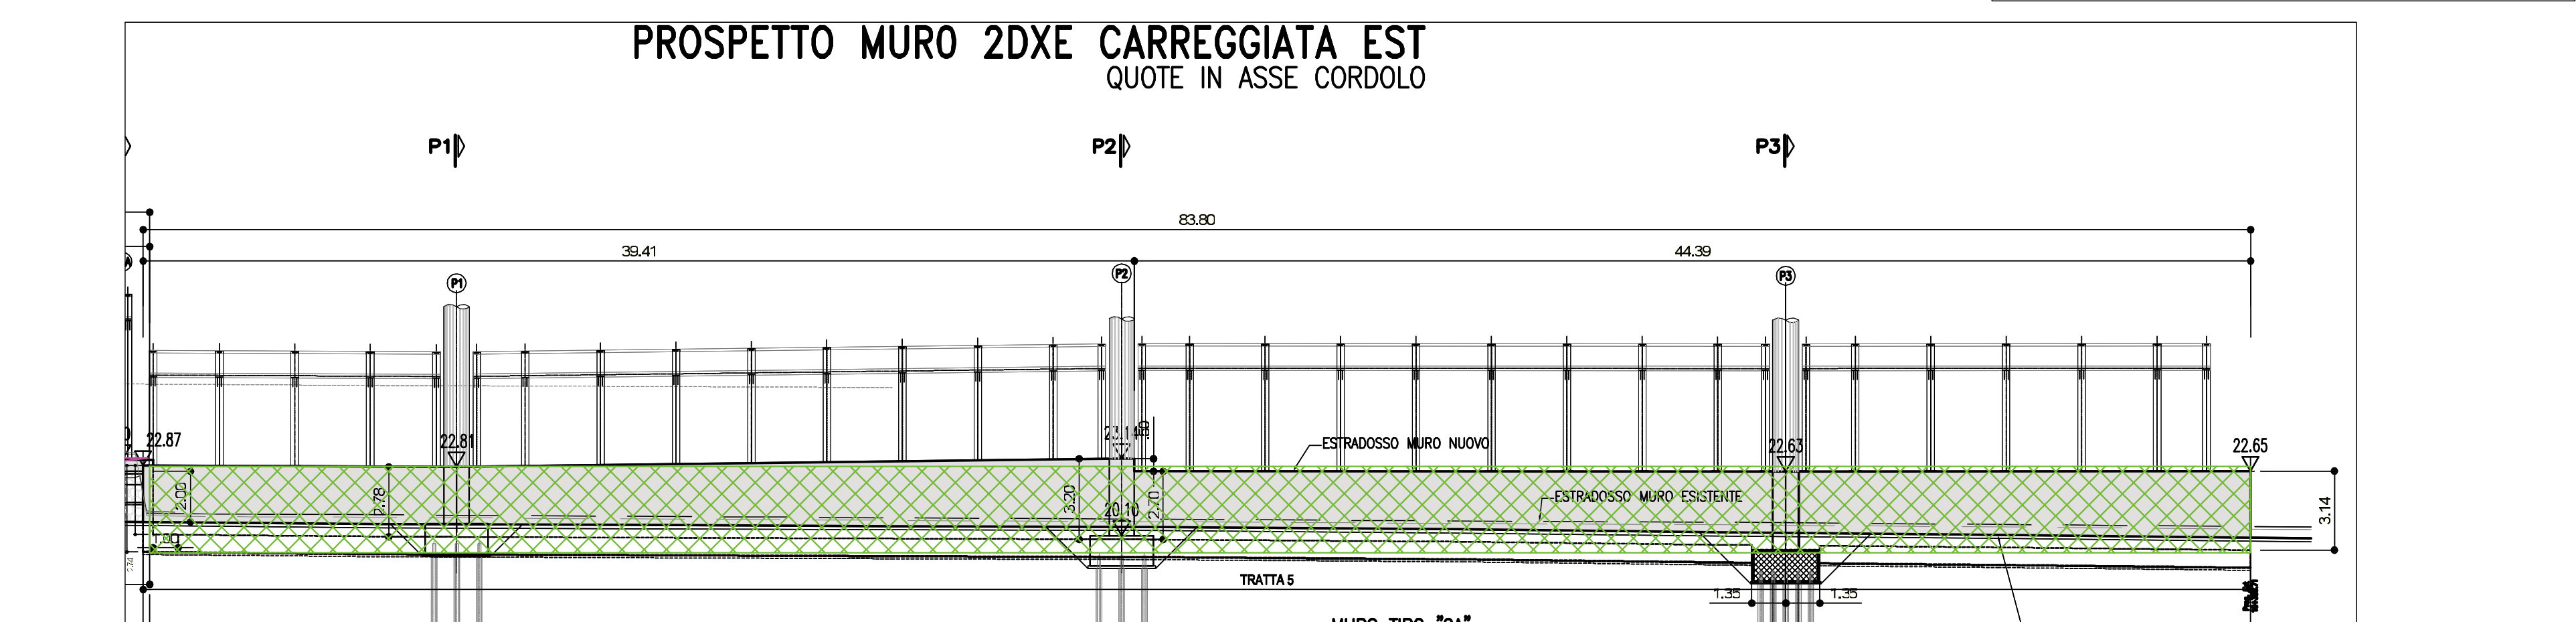 PROSPETTO MURO 2DXE CARREGGIATA EST
QUOTE IN ASSE CORDOLO
P1
P2
P3
83.80
39.41
44.39
A
P1
P2
P3
22.87
22.81
23.14
ESTRADOSSO MURO NUOVO
22.63
22.65
2.00
2.78
3.20
2.70
ESTRADOSSO MURO ESISTENTE
3.14
20.10
TRATTA 5
1.35
1.35